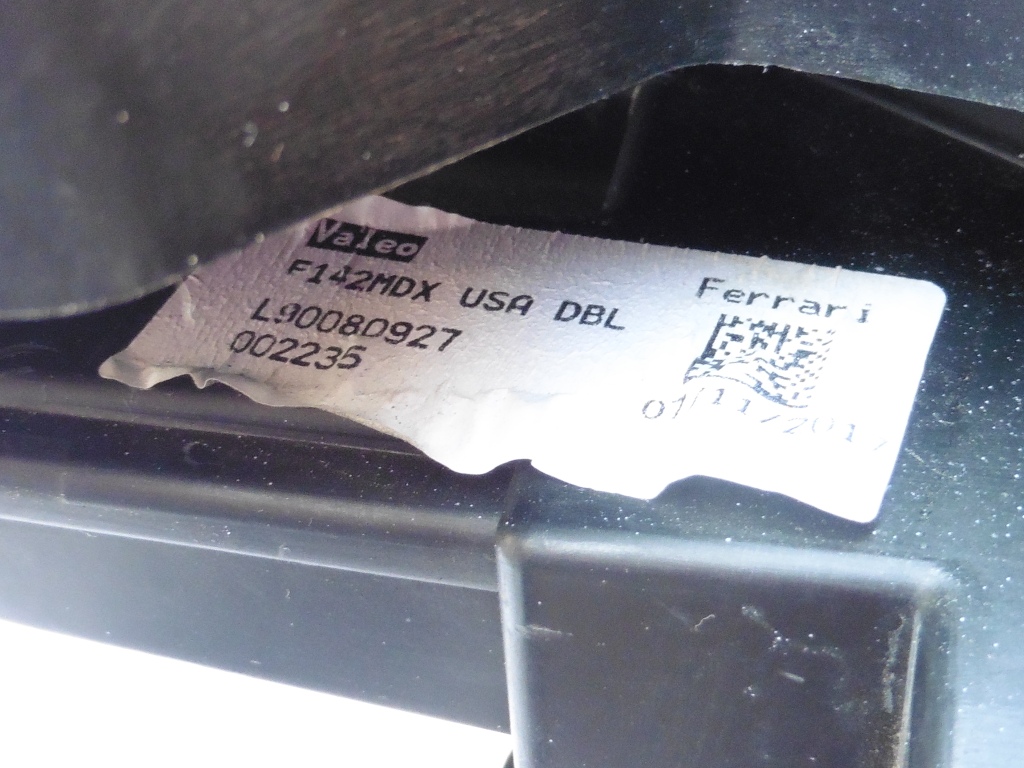 Valeo
F142MDX USA DBL
L90080927
002235
Ferrari